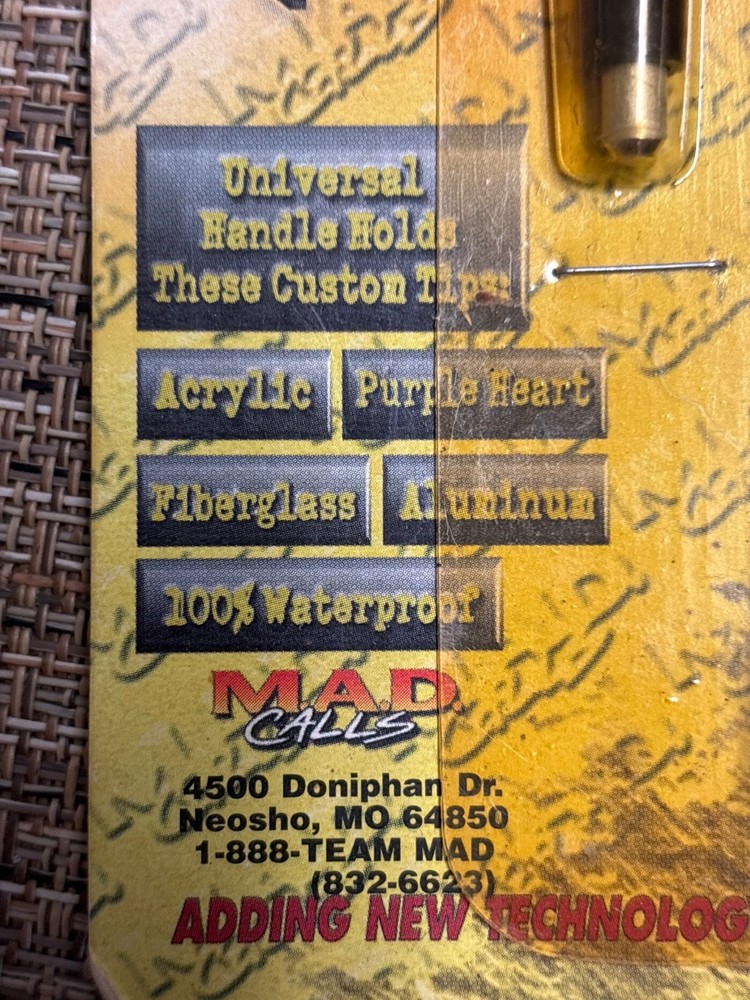 Universal
Handle Holds
These Custom Tips:
Acrylic Purple Heart
Fiberglass Aluminum
100% Waterproof
M.A.D.
CALLS
4500 Doniphan Dr.
Neosho, MO 64850
1-888-TEAM MAD
(832-6623)
ADDING NEW TECHNOLOG